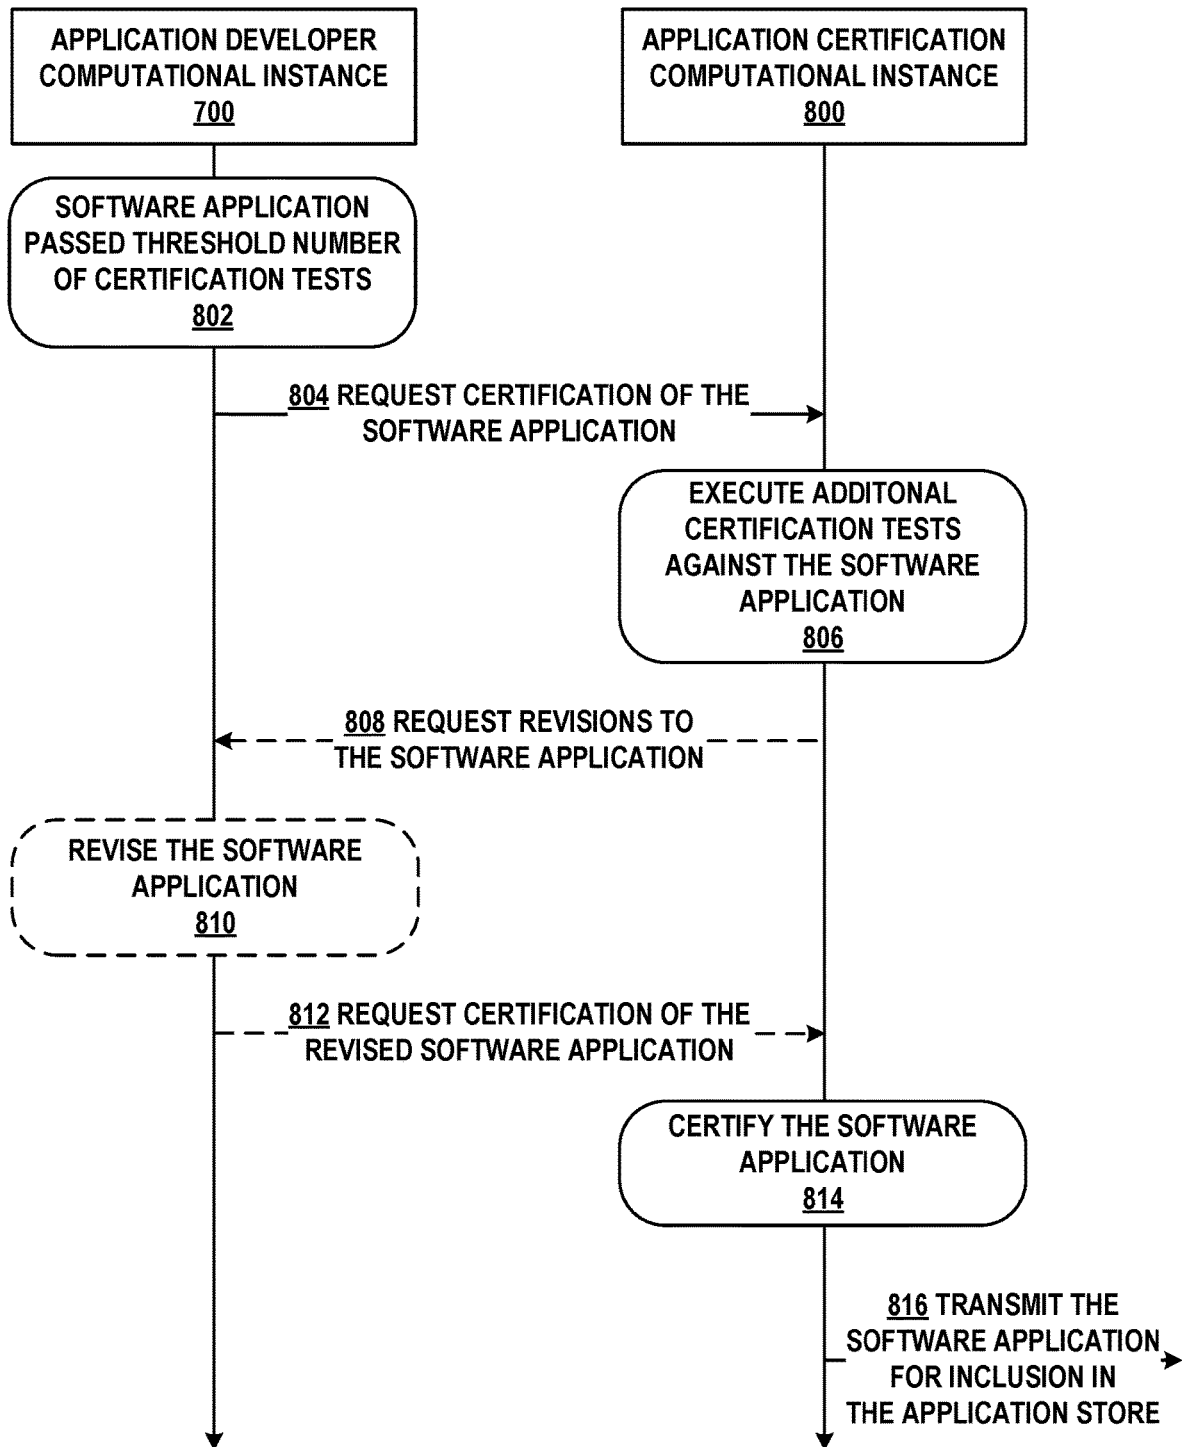 APPLICATION DEVELOPER
COMPUTATIONAL INSTANCE
700
APPLICATION CERTIFICATION
COMPUTATIONAL INSTANCE
800
SOFTWARE APPLICATION
PASSED THRESHOLD NUMBER
OF CERTIFICATION TESTS
802
804 REQUEST CERTIFICATION OF THE
SOFTWARE APPLICATION
EXECUTE ADDITONAL
CERTIFICATION TESTS
AGAINST THE SOFTWARE
APPLICATION
806
808 REQUEST REVISIONS TO
THE SOFTWARE APPLICATION
REVISE THE SOFTWARE
APPLICATION
810
812 REQUEST CERTIFICATION OF THE
REVISED SOFTWARE APPLICATION
CERTIFY THE SOFTWARE
APPLICATION
814
816 TRANSMIT THE
SOFTWARE APPLICATION
FOR INCLUSION IN
THE APPLICATION STORE